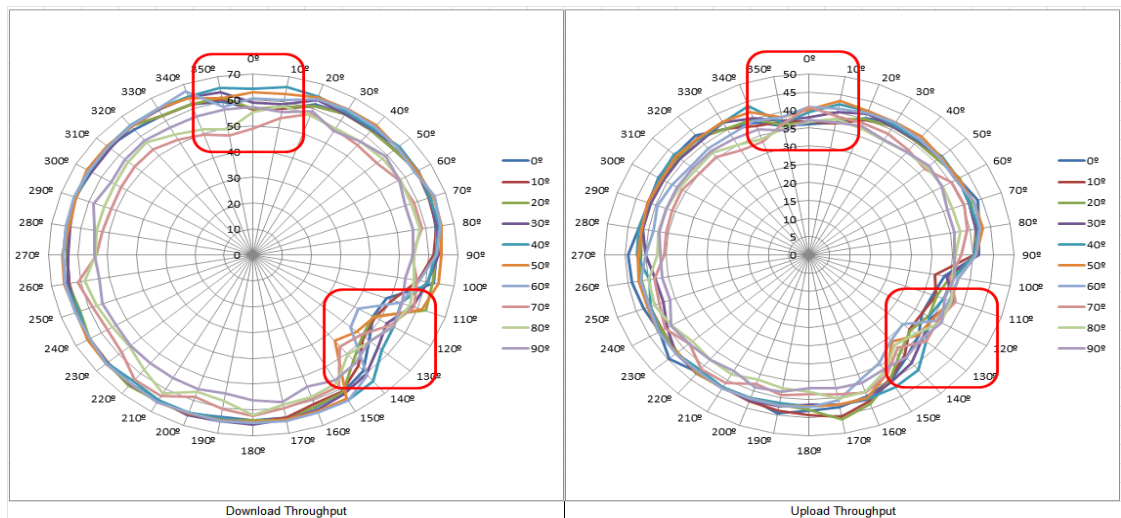 0º
10º
20º
30º
40º
50º
60º
70º
80º
90º
100º
110º
120º
130º
140º
150º
160º
170º
180º
190º
200º
210º
220º
230º
240º
250º
260º
270º
280º
290º
300º
310º
320º
330º
340º
350º
70
60
50
40
30
20
10
0
0º
10º
20º
30º
40º
50º
60º
70º
80º
90º
Download Throughput
0º
10º
20º
30º
40º
50º
60º
70º
80º
90º
100º
110º
120º
130º
140º
150º
160º
170º
180º
190º
200º
210º
220º
230º
240º
250º
260º
270º
280º
290º
300º
310º
320º
330º
340º
350º
50
45
40
35
30
25
20
15
10
5
0
0º
10º
20º
30º
40º
50º
60º
70º
80º
90º
Upload Throughput